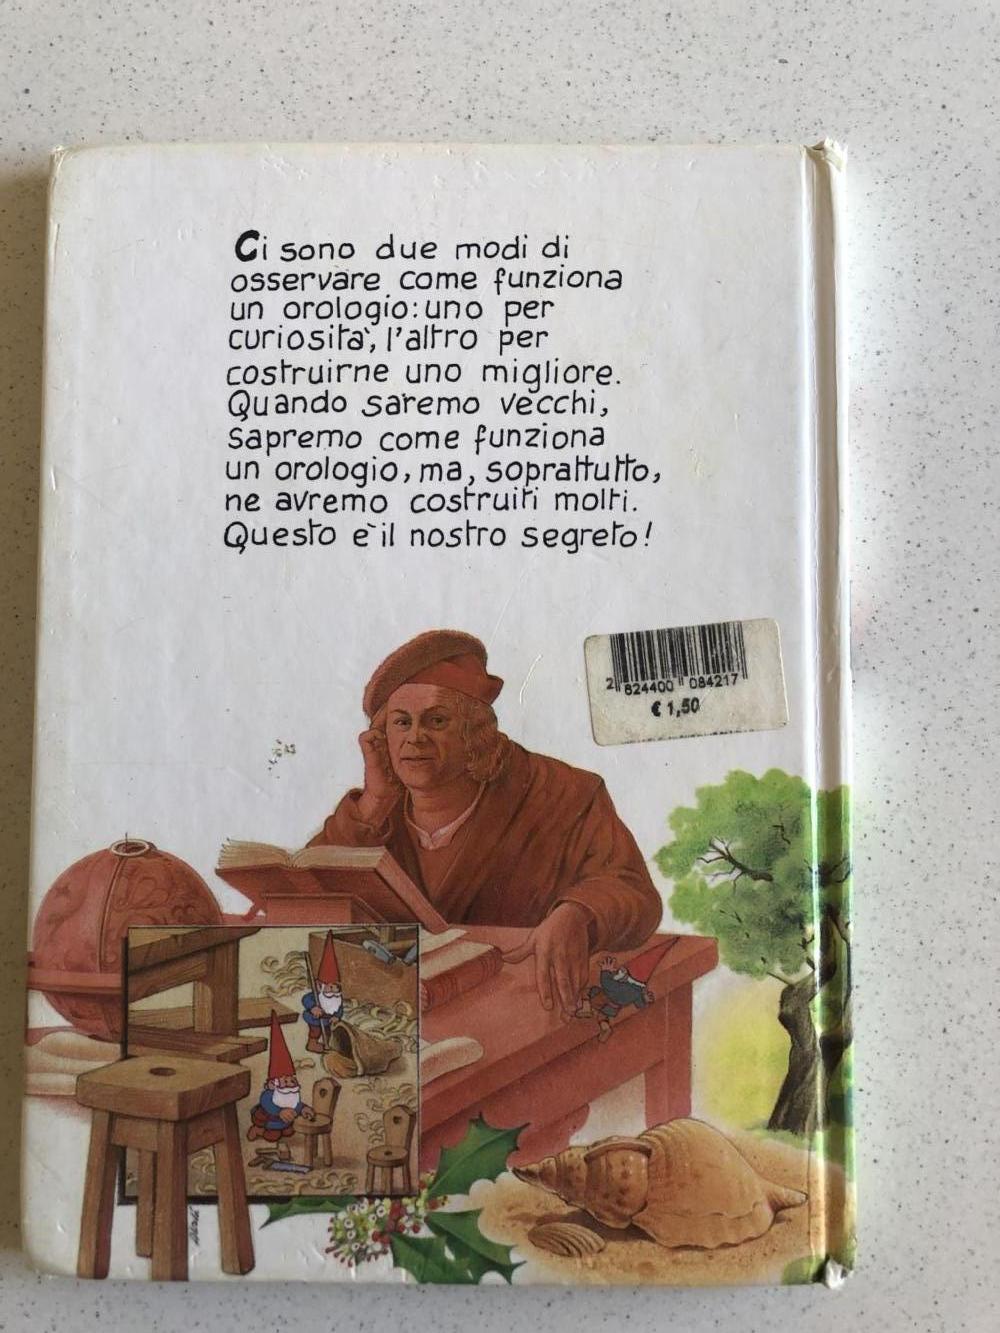 Ci sono due modi di
osservare come funziona
un orologio: uno per
curiosità, l'altro per
costruirne uno migliore.
Quando saremo vecchi,
sapremo come funziona
un orologio, ma, soprattutto,
ne avremo costruiti molti.
Questo è il nostro segreto!
2 824400 084217
€ 1,50